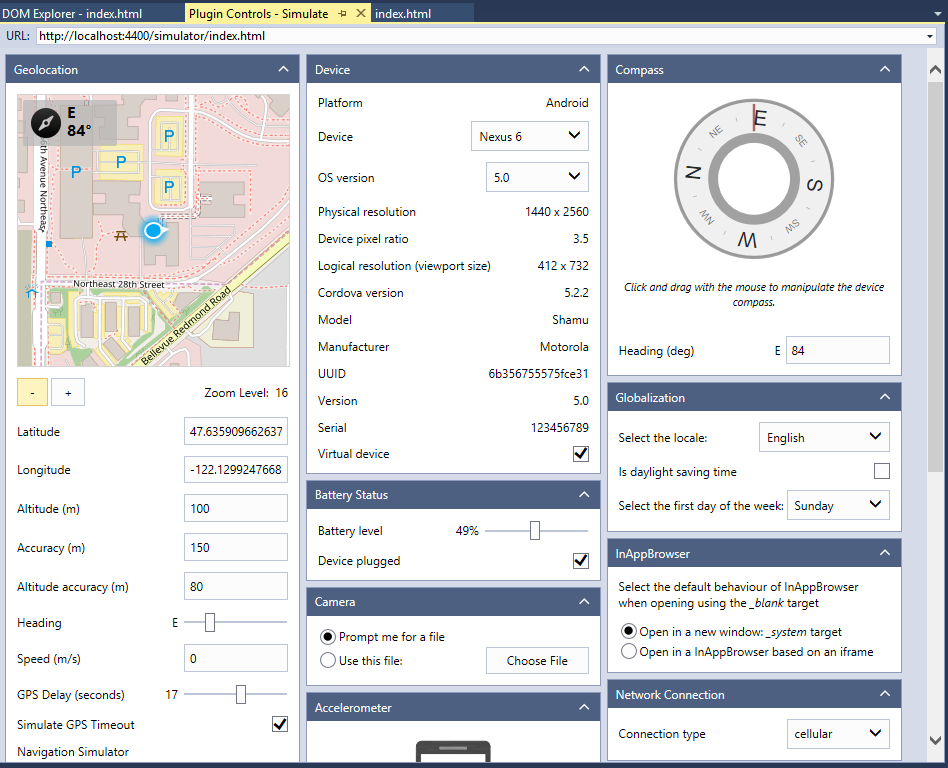 DOM Explorer - index.html
Plugin Controls - Simulate
index.html
URL: http://localhost:4400/simulator/index.html
Geolocation
E
84°
P
P
P
P
Northeast 28th Street
Bellevue Redmond Road
- +
Zoom Level: 16
Latitude 47.635909662637
Longitude -122.1299247668
Altitude (m) 100
Accuracy (m) 150
Altitude accuracy (m) 80
Heading E
Speed (m/s) 0
GPS Delay (seconds) 17
Simulate GPS Timeout
Navigation Simulator
Device
Platform Android
Device Nexus 6
OS version 5.0
Physical resolution 1440 x 2560
Device pixel ratio 3.5
Logical resolution (viewport size) 412 x 732
Cordova version 5.2.2
Model Shamu
Manufacturer Motorola
UUID 6b356755575fce31
Version 5.0
Serial 123456789
Virtual device
Battery Status
Battery level 49%
Device plugged
Camera
Prompt me for a file
Use this file: Choose File
Accelerometer
Compass
E
SE
S
SW
W
NW
N
NE
Click and drag with the mouse to manipulate the device
compass.
Heading (deg) E 84
Globalization
Select the locale: English
Is daylight saving time
Select the first day of the week: Sunday
InAppBrowser
Select the default behaviour of InAppBrowser
when opening using the _blank target
Open in a new window: _system target
Open in a InAppBrowser based on an iframe
Network Connection
Connection type cellular